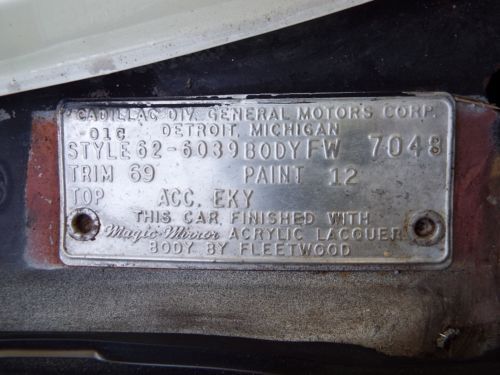 CADILLAC DIV. GENERAL MOTORS CORP.
01C DETROIT, MICHIGAN
STYLE 62-6039 BODY FW 7048
TRIM 69 PAINT 12
TOP ACC. EKY
THIS CAR FINISHED WITH
Magic-Mirror ACRYLIC LACQUER
BODY BY FLEETWOOD